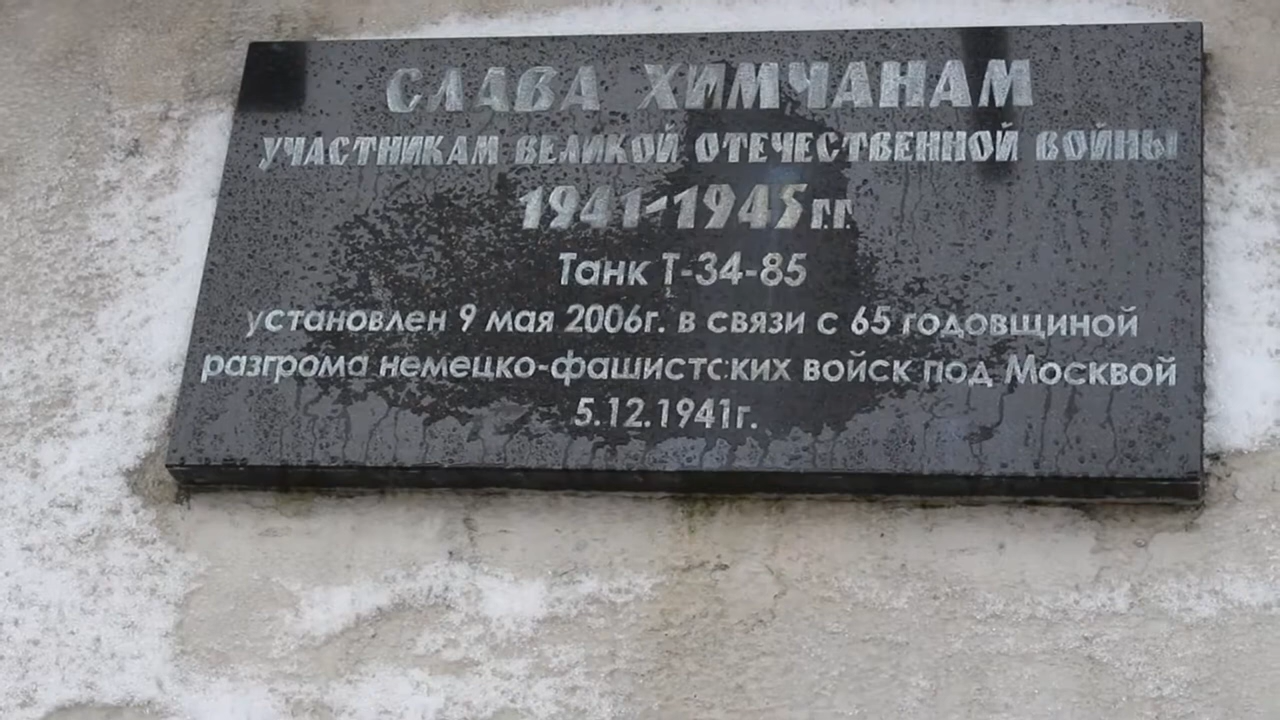 СЛАВА ХИМЧАНАМ
УЧАСТНИКАМ ВЕЛИКОЙ ОТЕЧЕСТВЕННОЙ ВОЙНЫ
1941-1945г.г.
Танк Т-34-85
установлен 9 мая 2006г. в связи с 65 годовщиной
разгрома немецко-фашистских войск под Москвой
5.12.1941г.